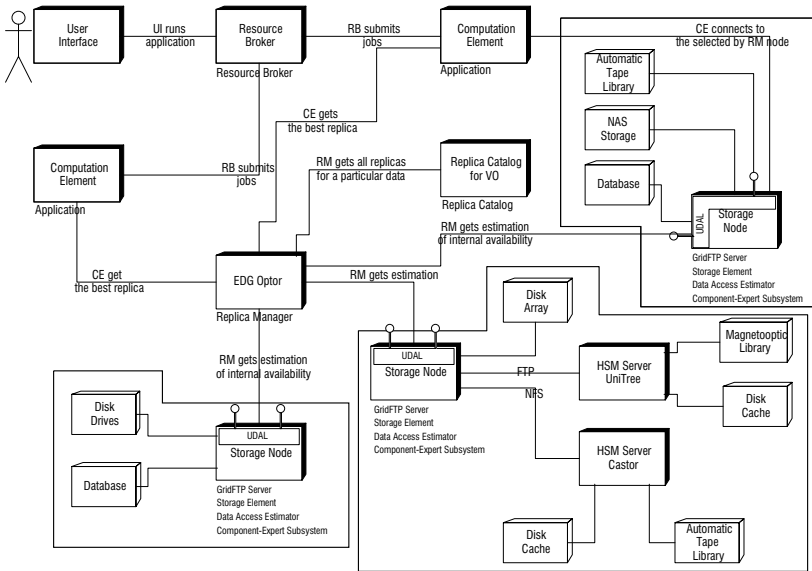 User
Interface
UI runs
application
Resource
Broker
Resource Broker
RB submits
jobs
Computation
Element
Application
CE connects to
the selected by RM node
Automatic
Tape
Library
NAS
Storage
Database
UDAL
Storage
Node
GridFTP Server
Storage Element
Data Access Estimator
Component-Expert Subsystem
CE gets
the best replica
Computation
Element
Application
RB submits
jobs
RM gets all replicas
for a particular data
Replica Catalog
for VO
Replica Catalog
RM gets estimation
of internal availability
CE get
the best replica
EDG Optor
Replica Manager
RM gets estimation
RM gets estimation
of internal availability
Disk
Drives
Database
UDAL
Storage Node
GridFTP Server
Storage Element
Data Access Estimator
Component-Expert Subsystem
Disk
Array
UDAL
Storage Node
GridFTP Server
Storage Element
Data Access Estimator
Component-Expert Subsystem
FTP
NFS
HSM Server
UniTree
Magnetooptic
Library
Disk
Cache
HSM Server
Castor
Disk
Cache
Automatic
Tape
Library